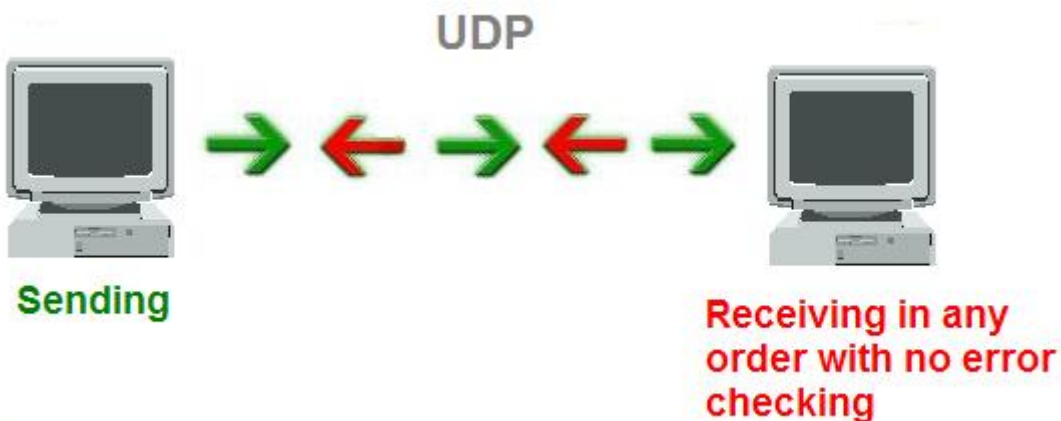 UDP
Sending
Receiving in any
order with no error
checking